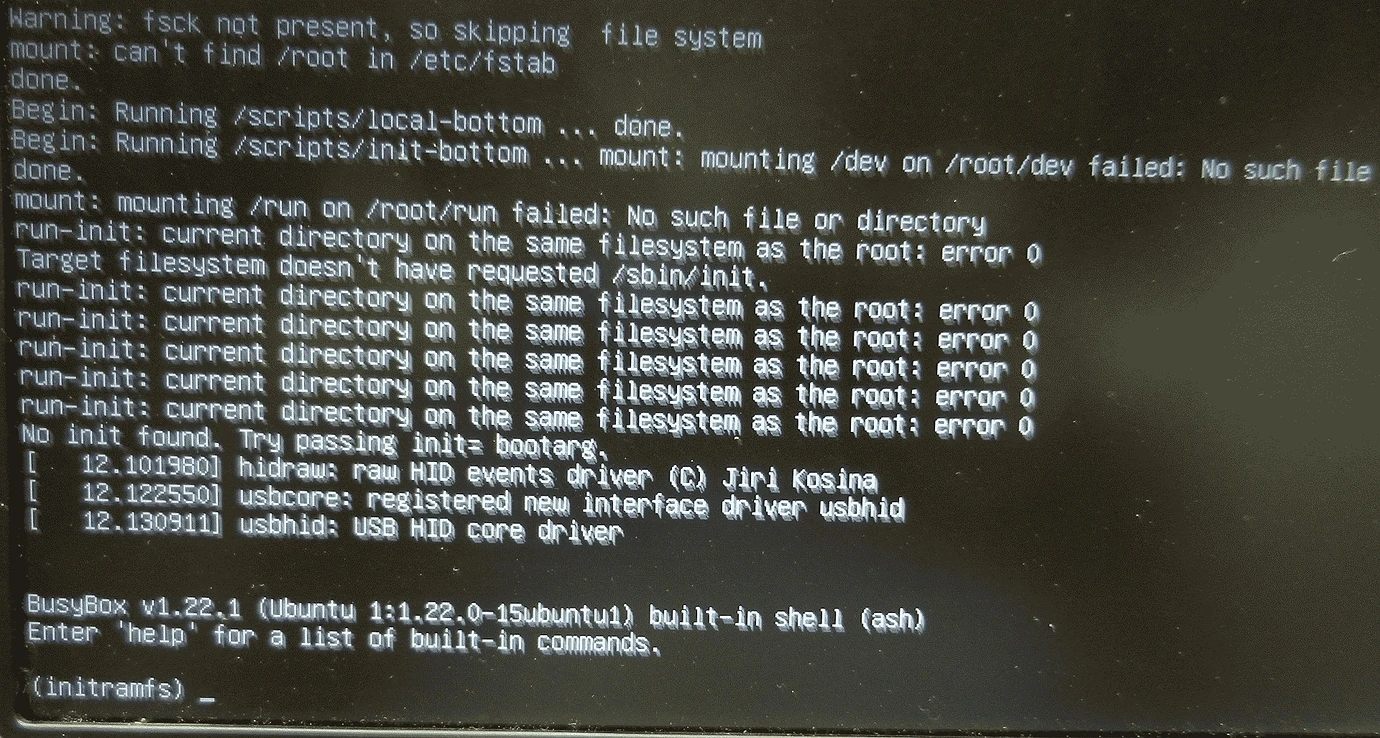 Warning: fsck not present, so skipping  file system
mount: can't find /root in /etc/fstab
done.
Begin: Running /scripts/local-bottom ... done.
Begin: Running /scripts/init-bottom ... mount: mounting /dev on /root/dev failed: No such file
done.
mount: mounting /run on /root/run failed: No such file or directory
run-init: current directory on the same filesystem as the root: error 0
Target filesystem doesn't have requested /sbin/init.
run-init: current directory on the same filesystem as the root: error 0
run-init: current directory on the same filesystem as the root: error 0
run-init: current directory on the same filesystem as the root: error 0
run-init: current directory on the same filesystem as the root: error 0
run-init: current directory on the same filesystem as the root: error 0
No init found. Try passing init= bootarg.
[   12.101980] hidraw: raw HID events driver (C) Jiri Kosina
[   12.122550] usbcore: registered new interface driver usbhid
[   12.130911] usbhid: USB HID core driver
BusyBox v1.22.1 (Ubuntu 1:1.22.0-15ubuntu1) built-in shell (ash)
Enter 'help' for a list of built-in commands.
(initramfs) _